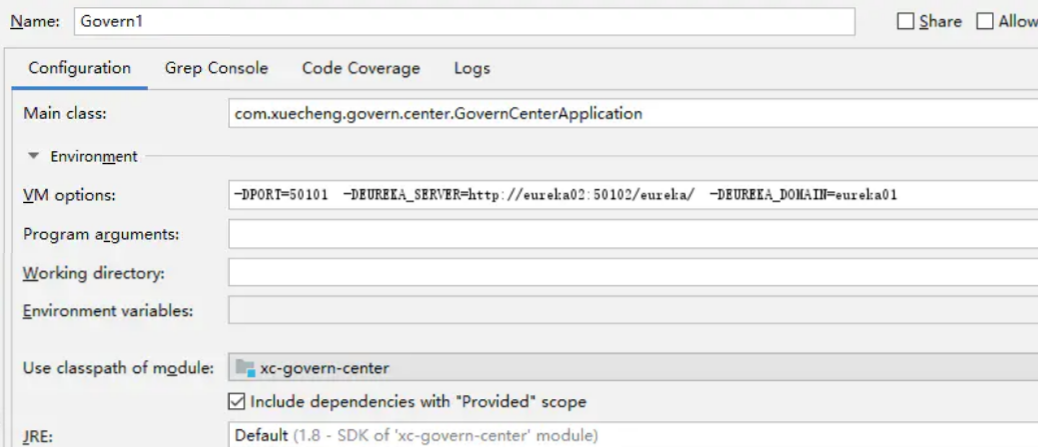 Name: Govern1 Share Allow
Configuration Grep Console Code Coverage Logs
Main class: com.xuecheng.govern.center.GovernCenterApplication
Environment
VM options: -DPORT=50101 -DEUREKA_SERVER=http://eureka02:50102/eureka/ -DEUREKA_DOMAIN=eureka01
Program arguments:
Working directory:
Environment variables:
Use classpath of module: xc-govern-center
Include dependencies with "Provided" scope
JRE: Default (1.8 - SDK of 'xc-govern-center' module)